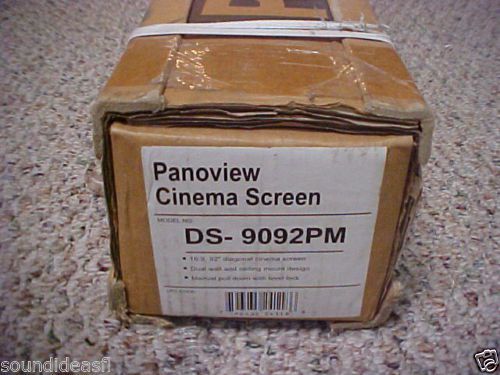 Panoview
Cinema Screen
MODEL NO:
DS- 9092PM
16:9, 92" diagonal cinema screen
Dual wall and ceiling mount design
Manual pull down with level lock
© soundideasfl